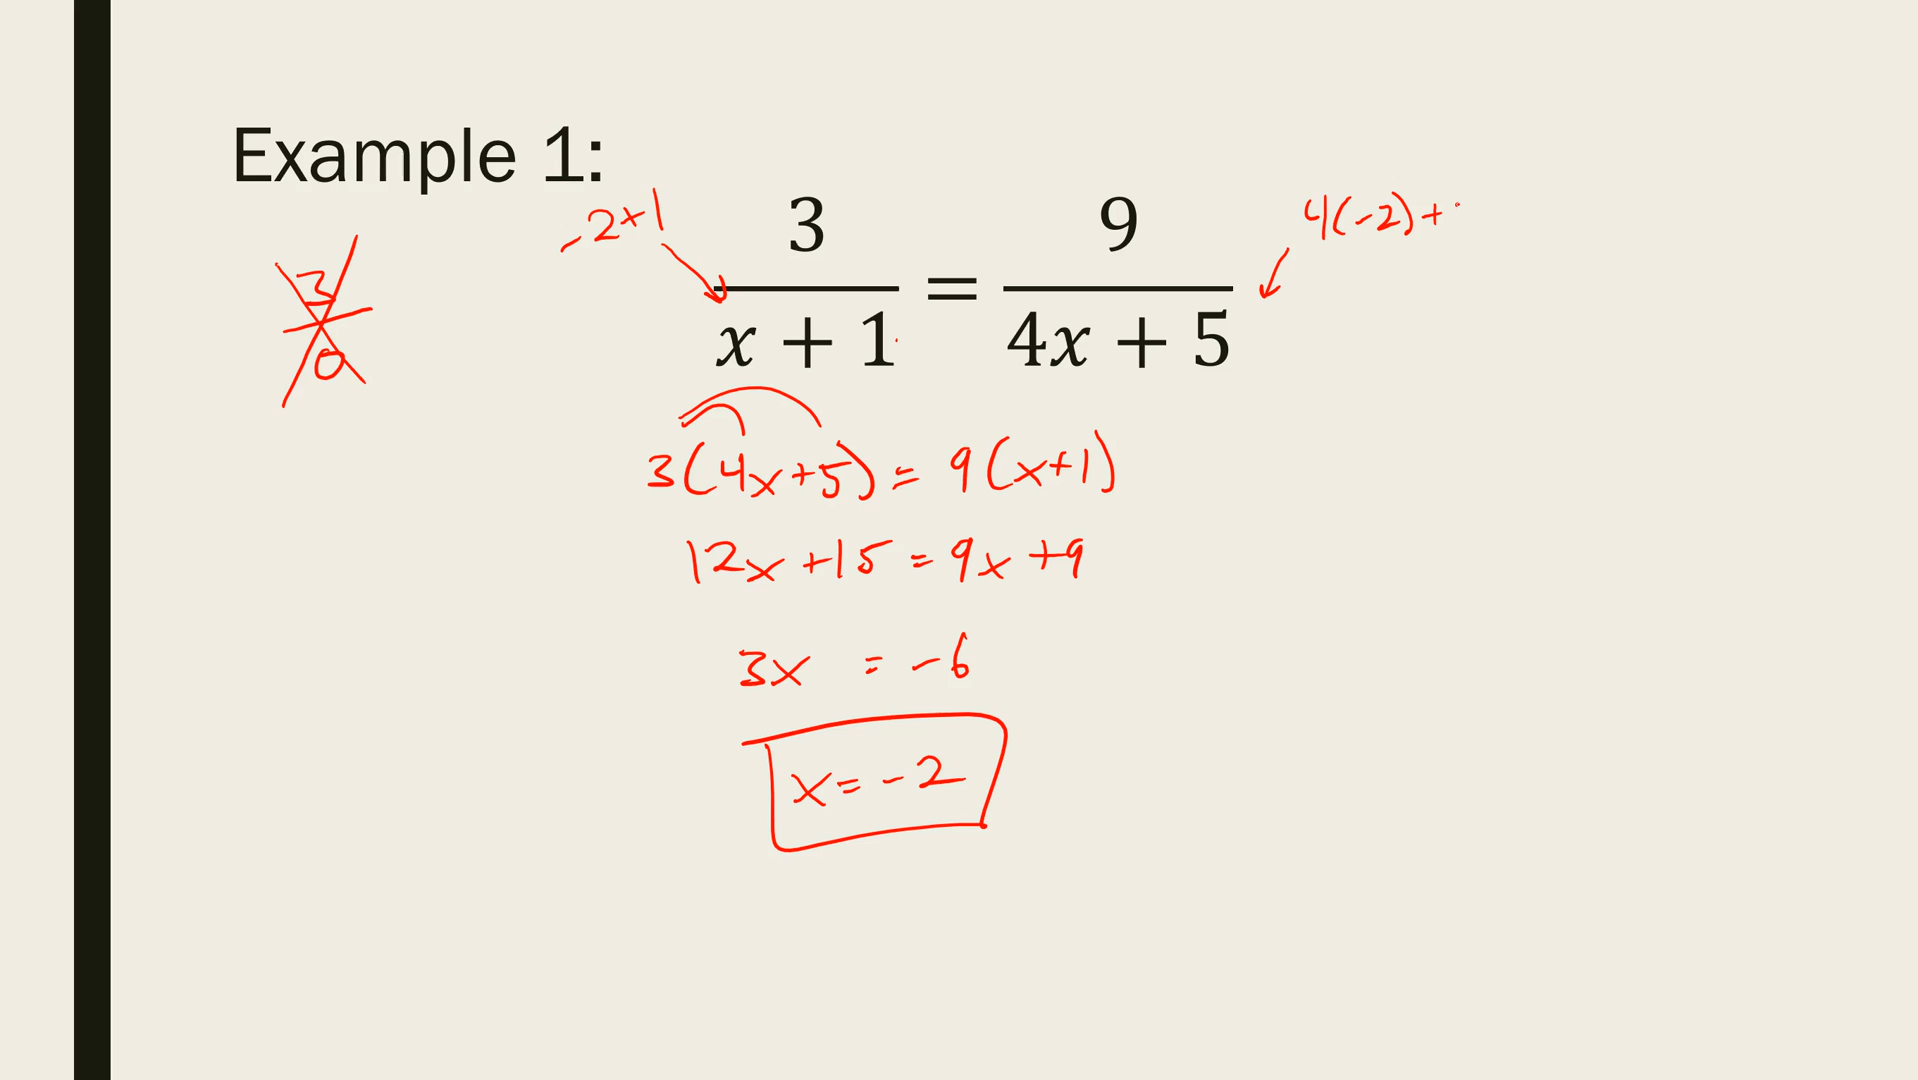 Example 1:
-2+1
4(-2)+
3/0
3/(x + 1) = 9/(4x + 5)
3(4x+5) = 9(x+1)
12x +15 = 9x +9
3x = -6
x = -2